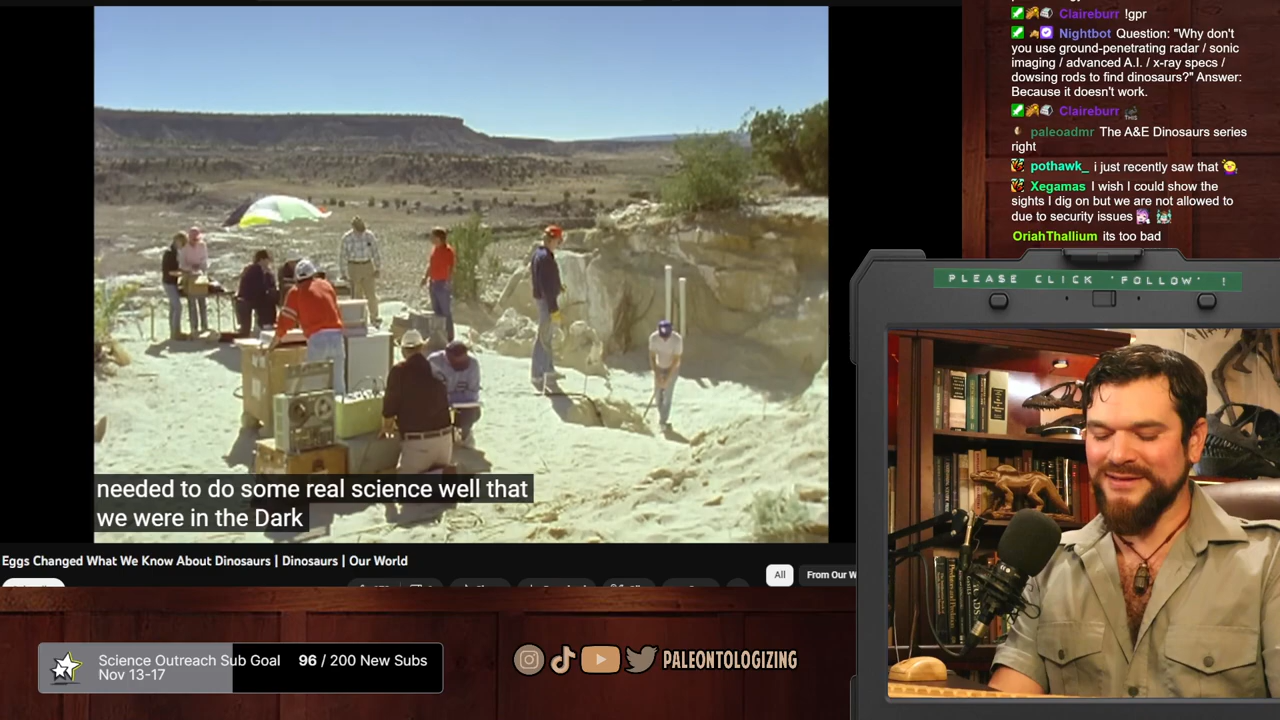 Claireburr !gpr
Nightbot Question: "Why don't
you use ground-penetrating radar / sonic
imaging / advanced A.I. / x-ray specs /
dowsing rods to find dinosaurs?" Answer:
Because it doesn't work.
Claireburr THIS
paleoadmr The A&E Dinosaurs series
right
pothawk_ i just recently saw that
Xegamas I wish I could show the
sights I dig on but we are not allowed to
due to security issues
OriahThallium its too bad
PLEASE CLICK "FOLLOW" !
needed to do some real science well that
we were in the Dark
Eggs Changed What We Know About Dinosaurs | Dinosaurs | Our World
All
From Our W
Science Outreach Sub Goal 96 / 200 New Subs
Nov 13-17
PALEONTOLOGIZING